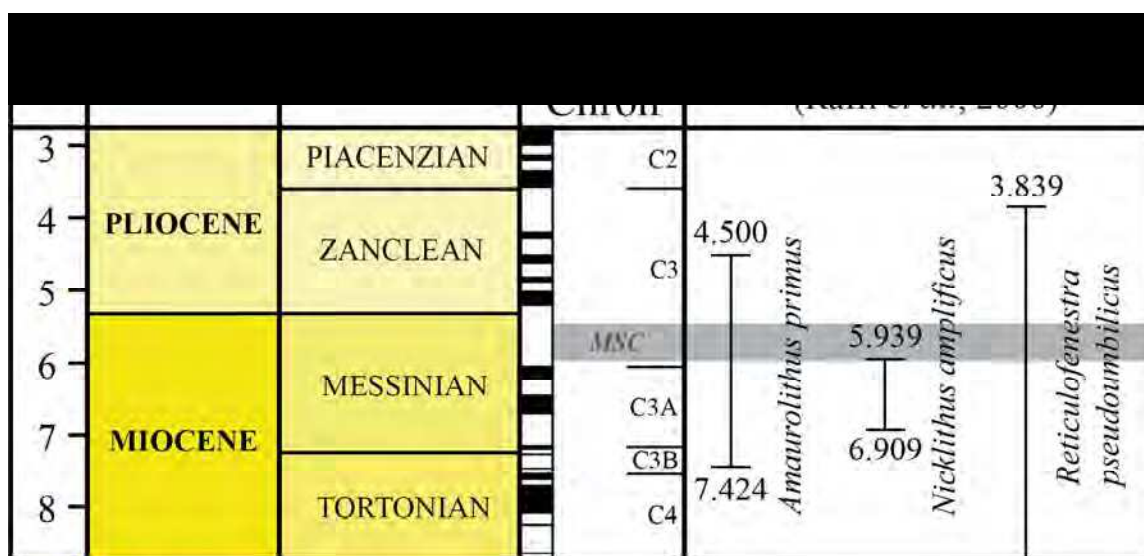 3
4
5
6
7
8
PLIOCENE
MIOCENE
PIACENZIAN
ZANCLEAN
MESSINIAN
TORTONIAN
C2
C3
MSC
C3A
C3B
C4
4.500
7.424
Amaurolithus primus
5.939
6.909
Nicklithus amplificus
3.839
Reticulofenestra
pseudoumbilicus